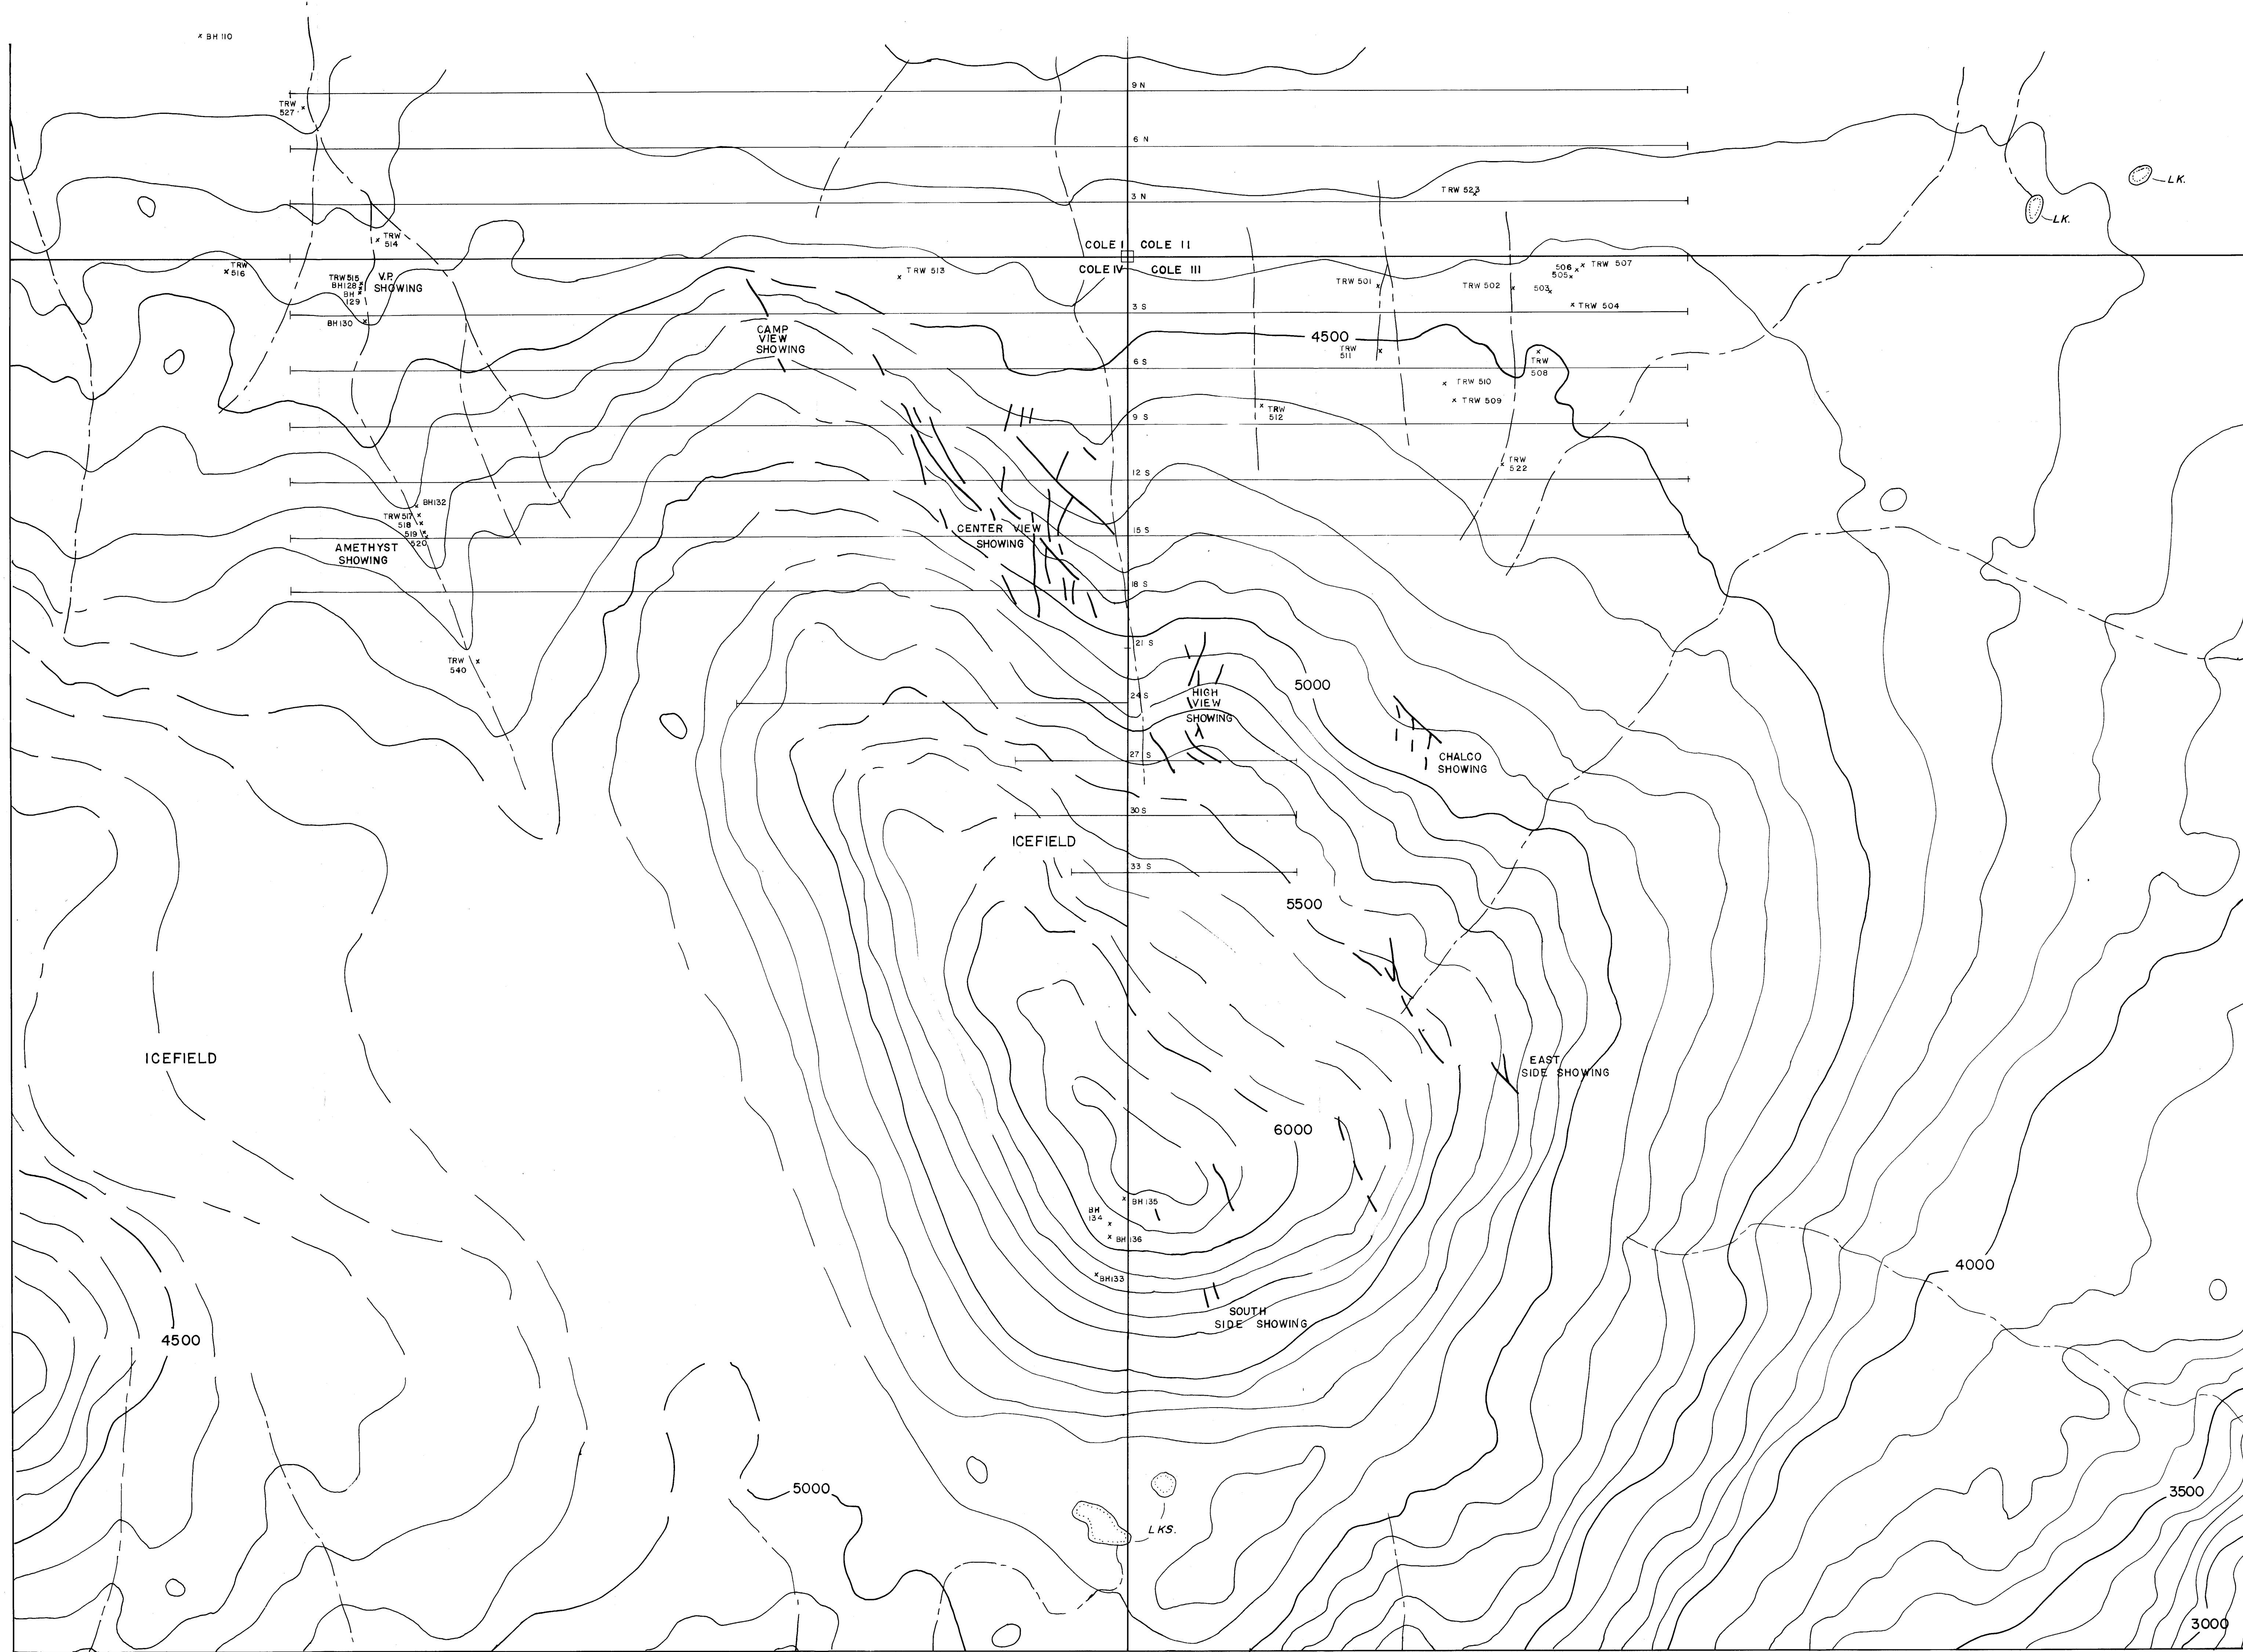 BH 110
TRW
527
9 N
6 N
3 N
TRW 523
LK.
LK.
TRW
514
COLE I
COLE II
COLE IV
COLE III
TRW
516
TRW 513
TRW 507
506
505
TRW 501
TRW 502
503
TRW 504
TRW515
BH128
BH
129
V.P.
SHOWING
BH130
3 S
CAMP
VIEW
SHOWING
4500
TRW
511
6 S
TRW
508
TRW 510
TRW 509
TRW
512
9 S
TRW
522
12 S
BH132
TRW517
518
519
520
AMETHYST
SHOWING
CENTER VIEW
SHOWING
15 S
18 S
21 S
TRW
540
5000
24 S
HIGH
VIEW
SHOWING
27 S
CHALCO
SHOWING
30 S
ICEFIELD
33 S
5500
ICEFIELD
EAST
SIDE SHOWING
6000
BH 135
BH
134
BH 136
BH133
4000
SOUTH
SIDE SHOWING
4500
5000
LKS.
3500
3000